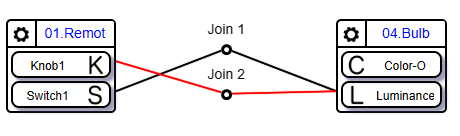 01.Remot
Knob1 K
Switch1 S
Join 1
Join 2
04.Bulb
C Color-O
L Luminance